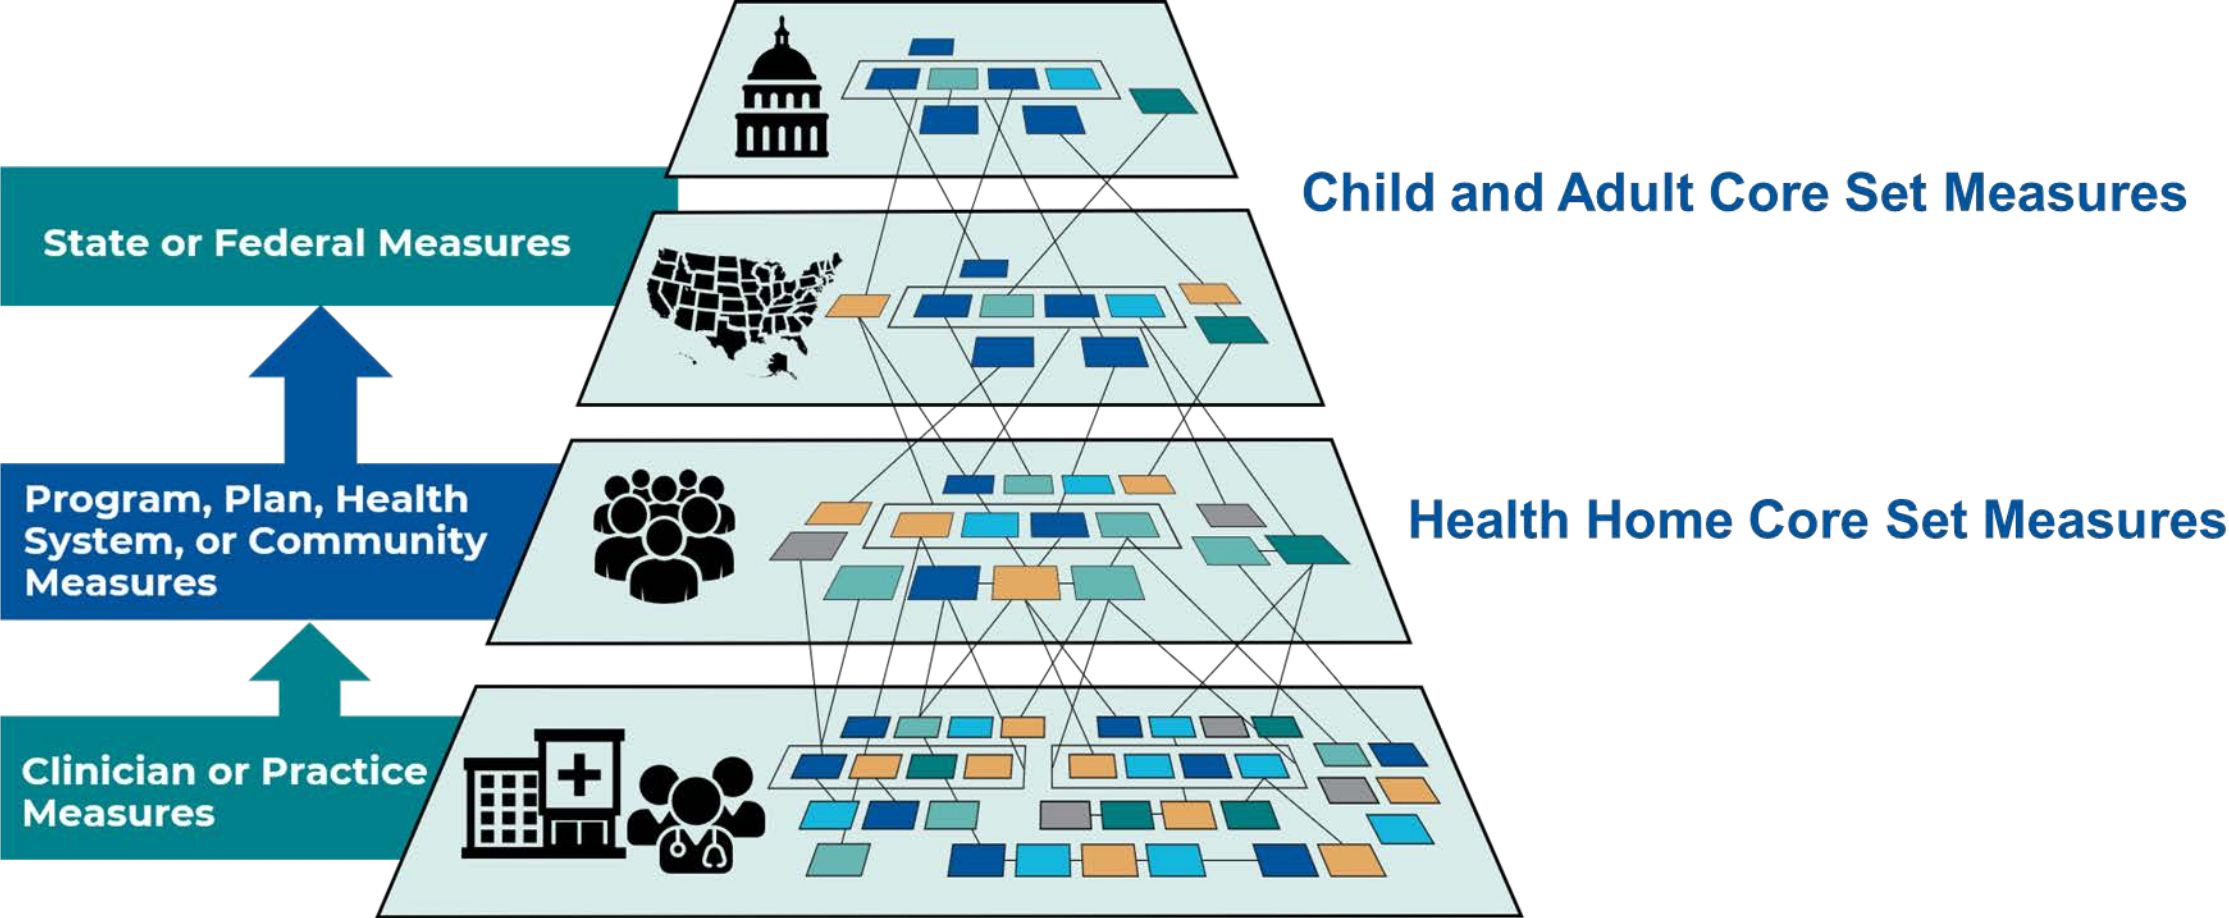 Child and Adult Core Set Measures
State or Federal Measures
Program, Plan, Health
System, or Community
Measures
Health Home Core Set Measures
Clinician or Practice
Measures